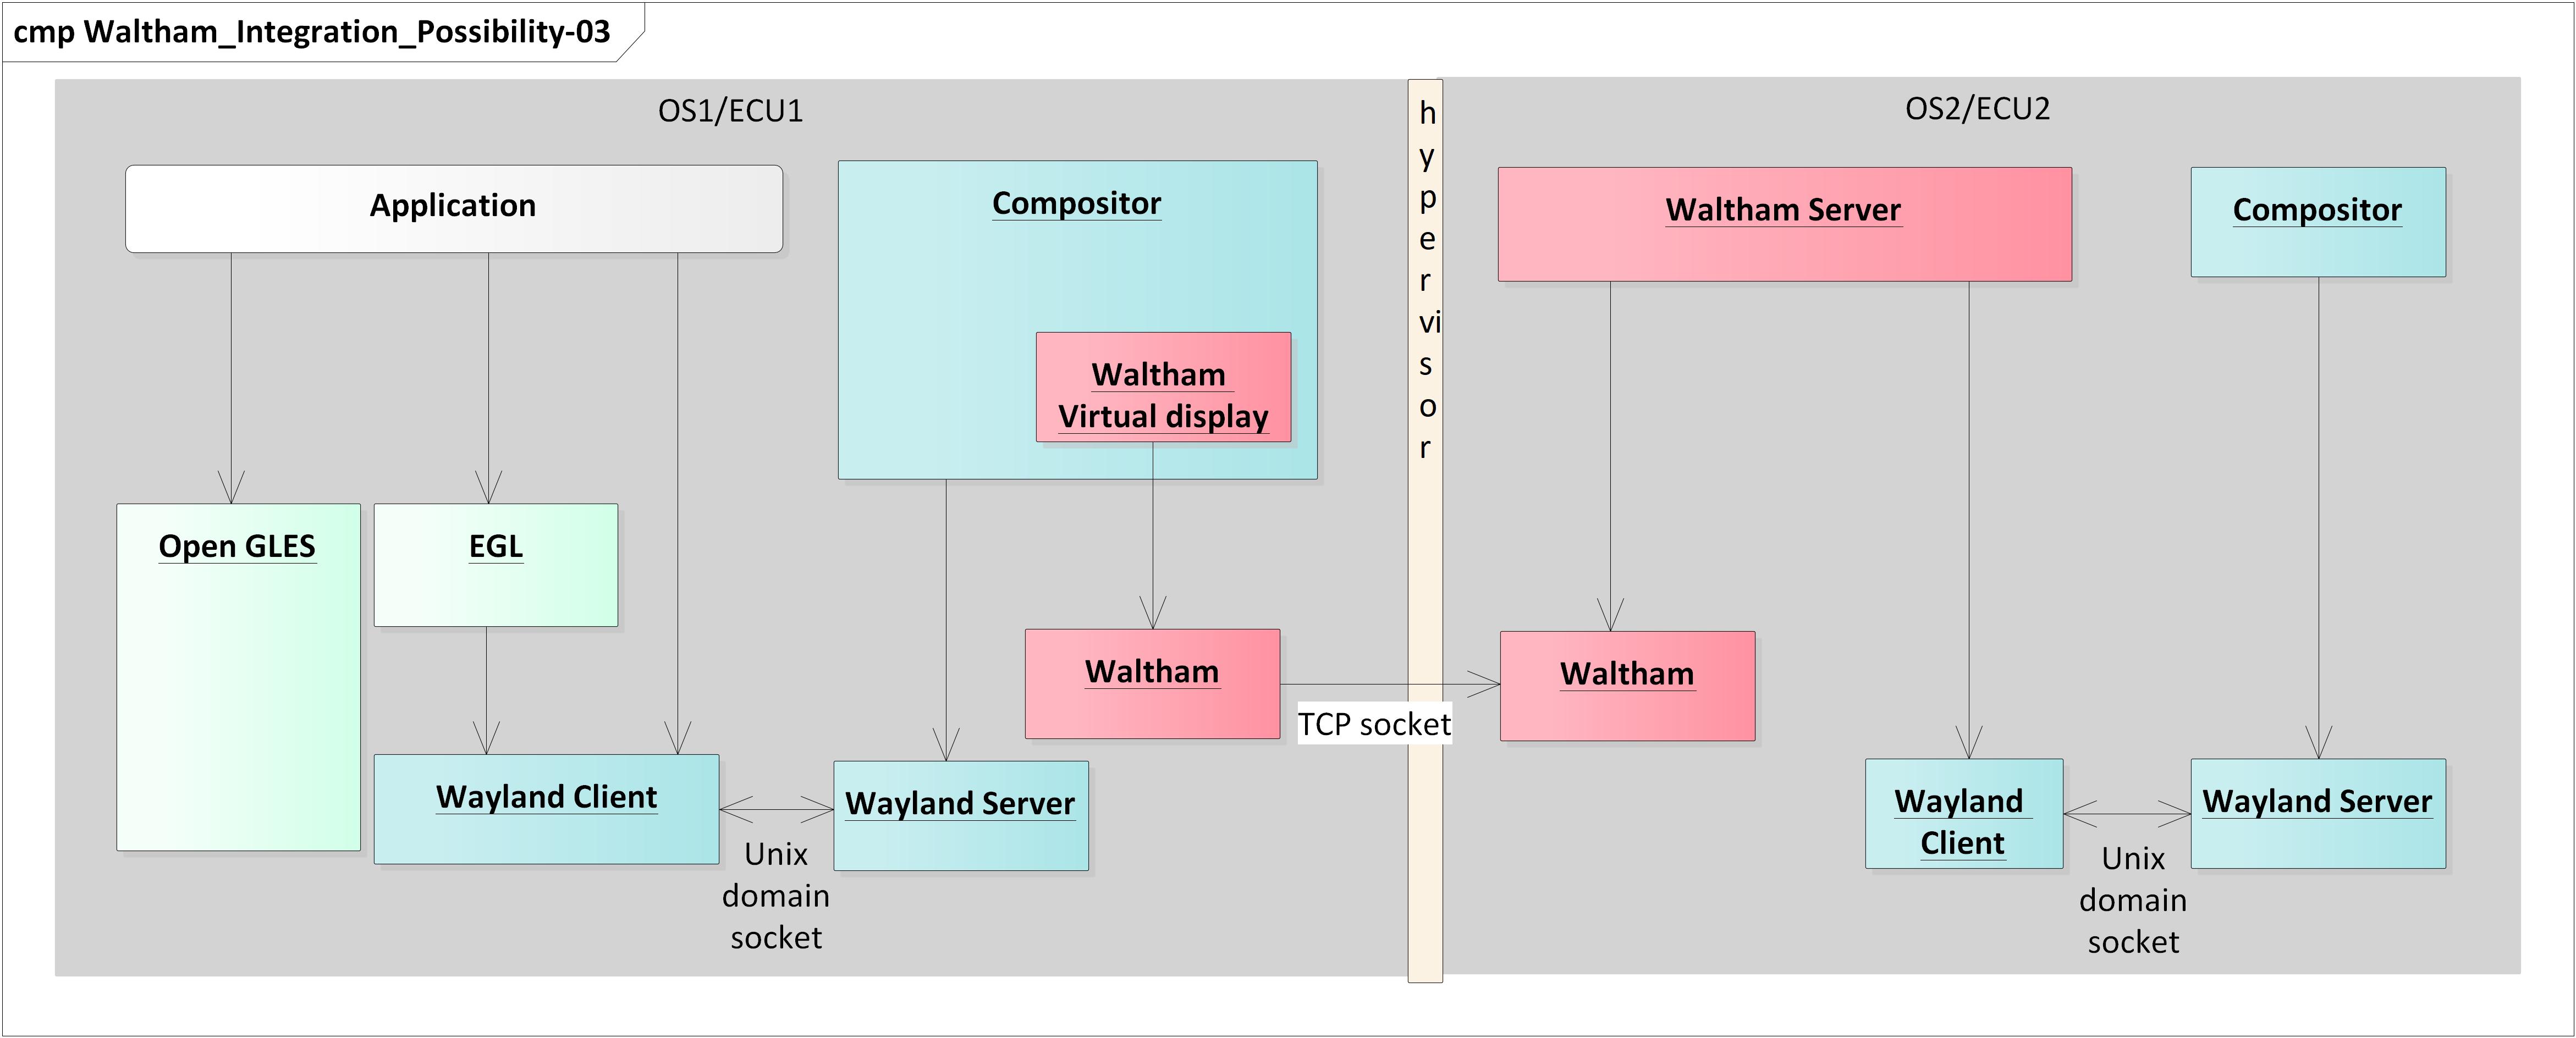 cmp Waltham_Integration_Possibility-03
OS1/ECU1
Application
Compositor
Waltham
Virtual display
Open GLES
EGL
Waltham
Wayland Client
Wayland Server
Unix
domain
socket
h
y
p
e
r
vi
s
o
r
TCP socket
OS2/ECU2
Waltham Server
Compositor
Waltham
Wayland
Client
Wayland Server
Unix
domain
socket